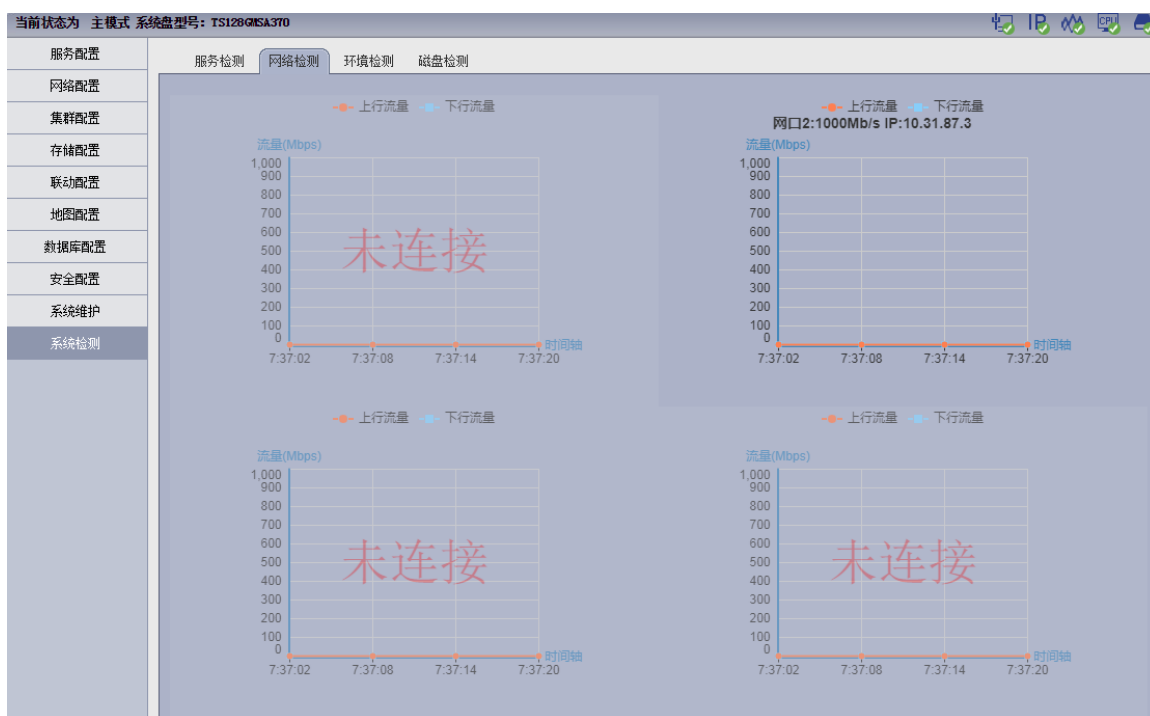 当前状态为 主模式 系统盘型号：TS128GMSA370
IP CPU
服务配置
网络配置
集群配置
存储配置
联动配置
地图配置
数据库配置
安全配置
系统维护
系统检测
服务检测 网络检测 环境检测 磁盘检测
上行流量 下行流量
流量(Mbps)
1,000
900
800
700
600
500
400
300
200
100
0
未连接
时间轴
7:37:02 7:37:08 7:37:14 7:37:20
上行流量 下行流量
网口2:1000Mb/s IP:10.31.87.3
流量(Mbps)
1,000
900
800
700
600
500
400
300
200
100
0
时间轴
7:37:02 7:37:08 7:37:14 7:37:20
上行流量 下行流量
流量(Mbps)
1,000
900
800
700
600
500
400
300
200
100
0
未连接
时间轴
7:37:02 7:37:08 7:37:14 7:37:20
上行流量 下行流量
流量(Mbps)
1,000
900
800
700
600
500
400
300
200
100
0
未连接
时间轴
7:37:02 7:37:08 7:37:14 7:37:20